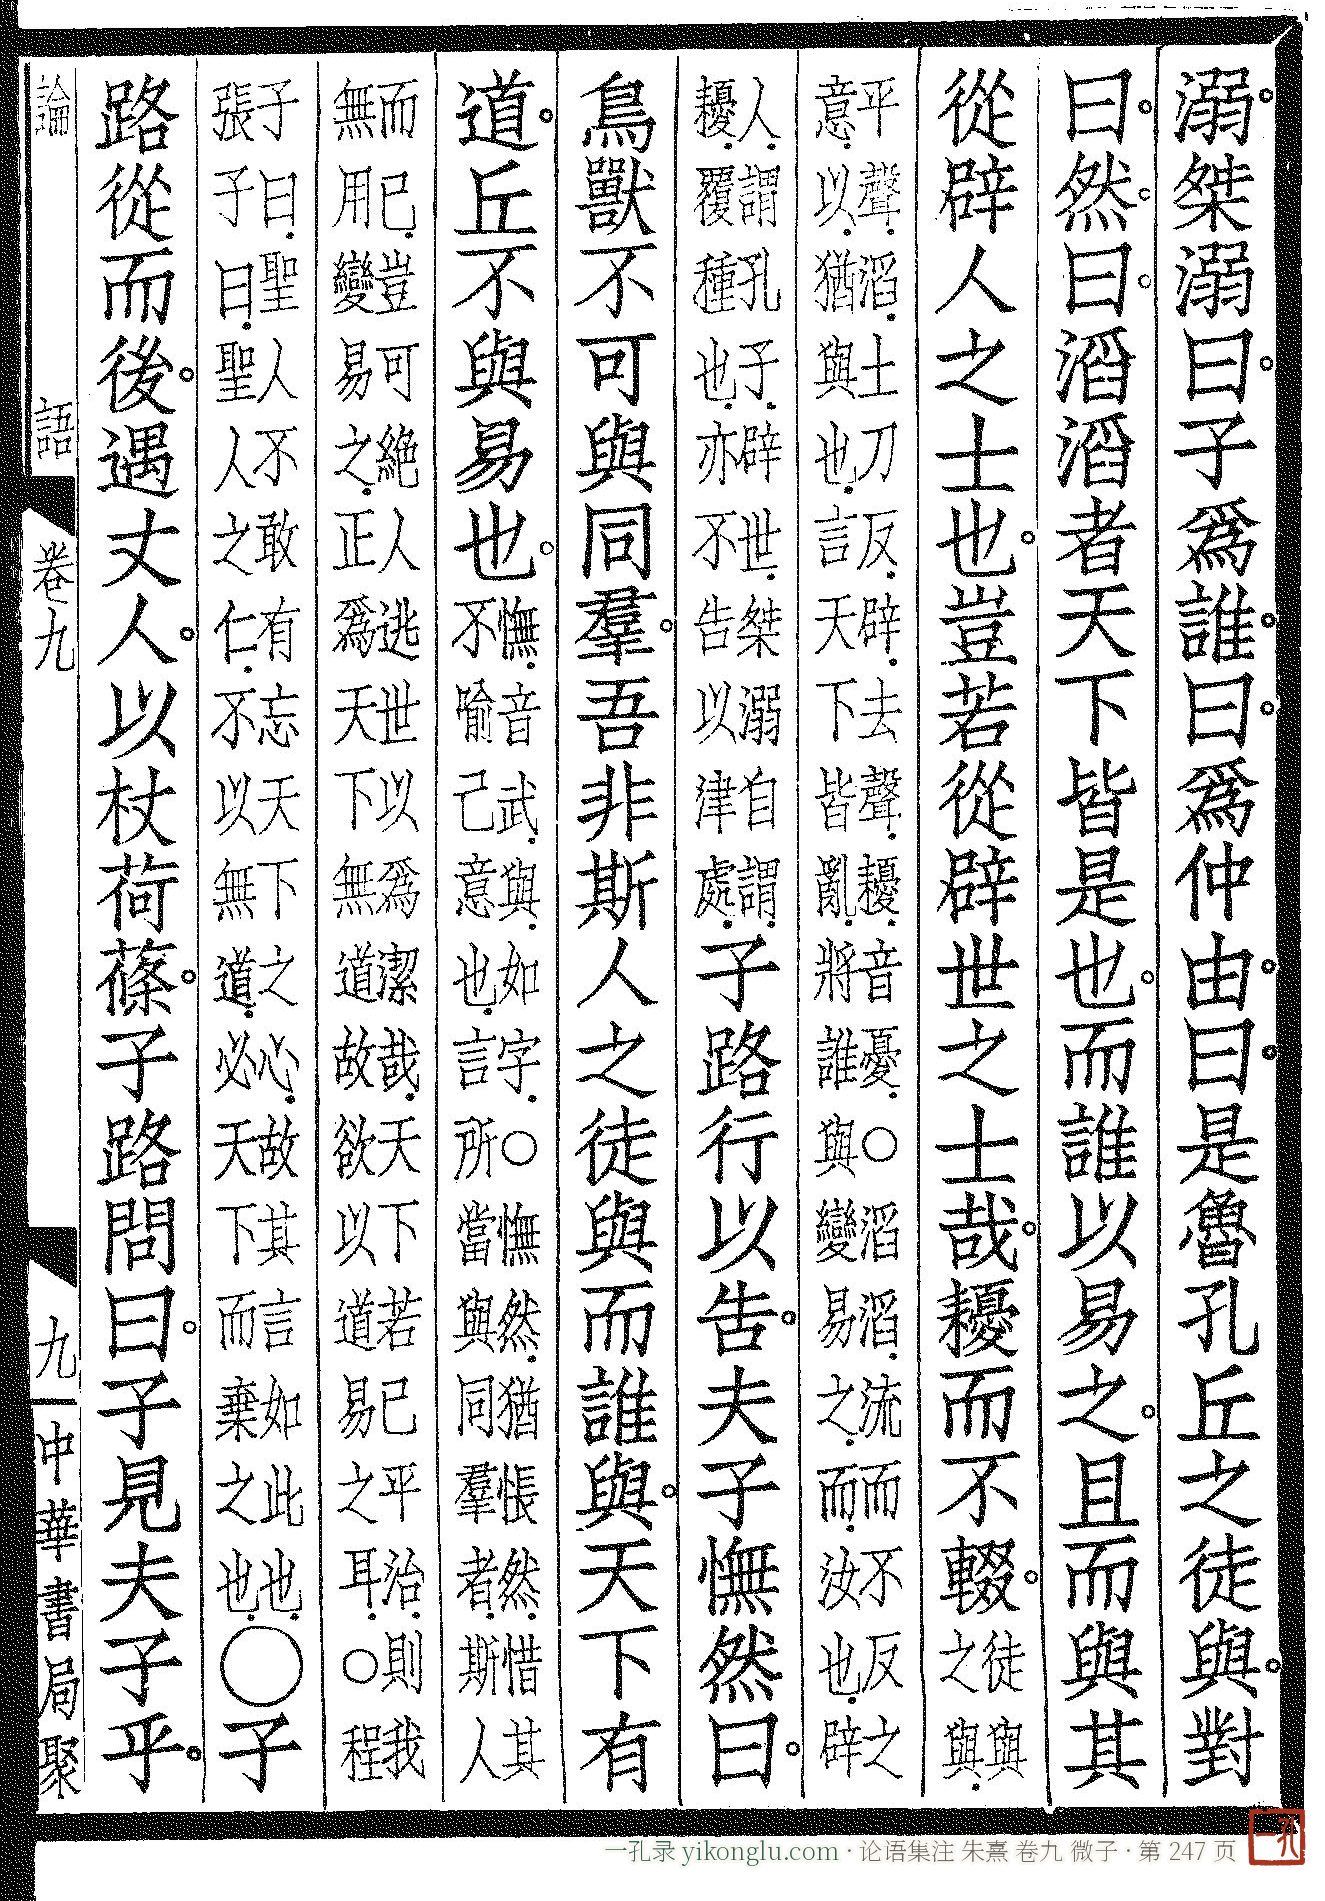 溺。桀溺曰。子爲誰。曰。爲仲由。曰。是魯孔丘之徒與。對
曰。然。曰。滔滔者天下皆是也。而誰以易之。且而與其
從辟人之士也。豈若從辟世之士哉。耰而不輟。徒與
之與.
平聲.滔.土刀反.辟.去聲.耰.音憂.○滔滔.流而不反之
意.以.猶與也.言天下皆亂.將誰與變易之.而.汝也.辟
人.謂孔子.辟世.桀溺自謂.
耰.覆種也.亦不告以津處.子路行以告。夫子憮然曰。
鳥獸不可與同羣。吾非斯人之徒與而誰與。天下有
道。丘不與易也。憮.音武.與.如字○憮然.猶悵然.惜其
不喻己意也.言所當與同羣者.斯人
而已.豈可絶人逃世以爲潔哉.天下若已平治.則我
無用變易之.正爲天下無道.故欲以道易之耳.○程
子曰.聖人不敢有忘天下之心.故其言如此也.
張子曰.聖人之仁.不以無道.必天下而棄之也.○子
路從而後。遇丈人。以杖荷蓧。子路問曰。子見夫子乎。
論語 卷九 九 中華書局聚
一孔录 yikonglu.com · 论语集注 朱熹 卷九 微子 · 第 247 页
一孔